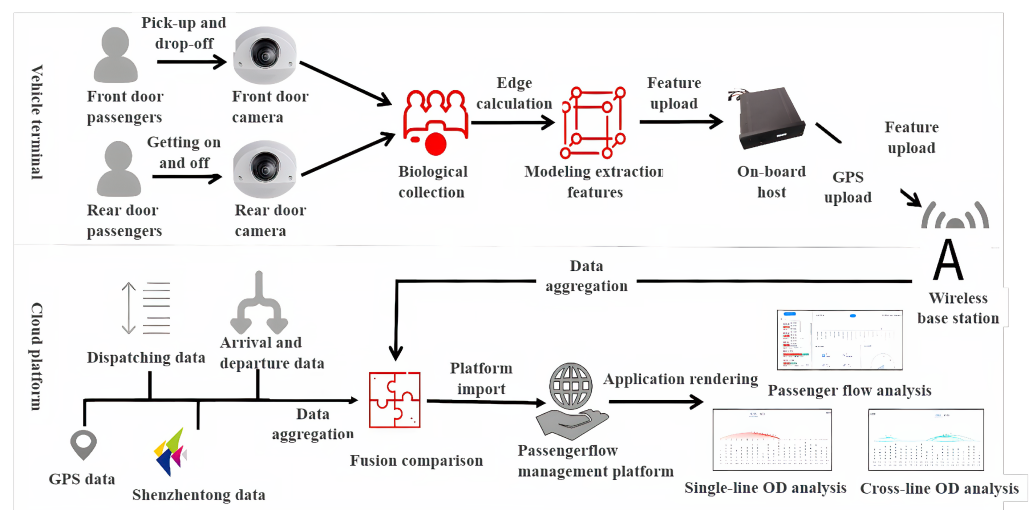 Vehicle terminal
Pick-up and
drop-off
Front door
passengers
Front door
camera
Getting on
and off
Rear door
passengers
Rear door
camera
Biological
collection
Edge
calculation
Modeling extraction
features
Feature
upload
On-board
host
Feature
upload
GPS
upload
Wireless
base station
Cloud platform
Data
aggregation
Dispatching data
Arrival and
departure data
GPS data
Shenzhentong data
Data
aggregation
Fusion comparison
Platform
import
Passengerflow
management platform
Application rendering
Passenger flow analysis
Single-line OD analysis
Cross-line OD analysis